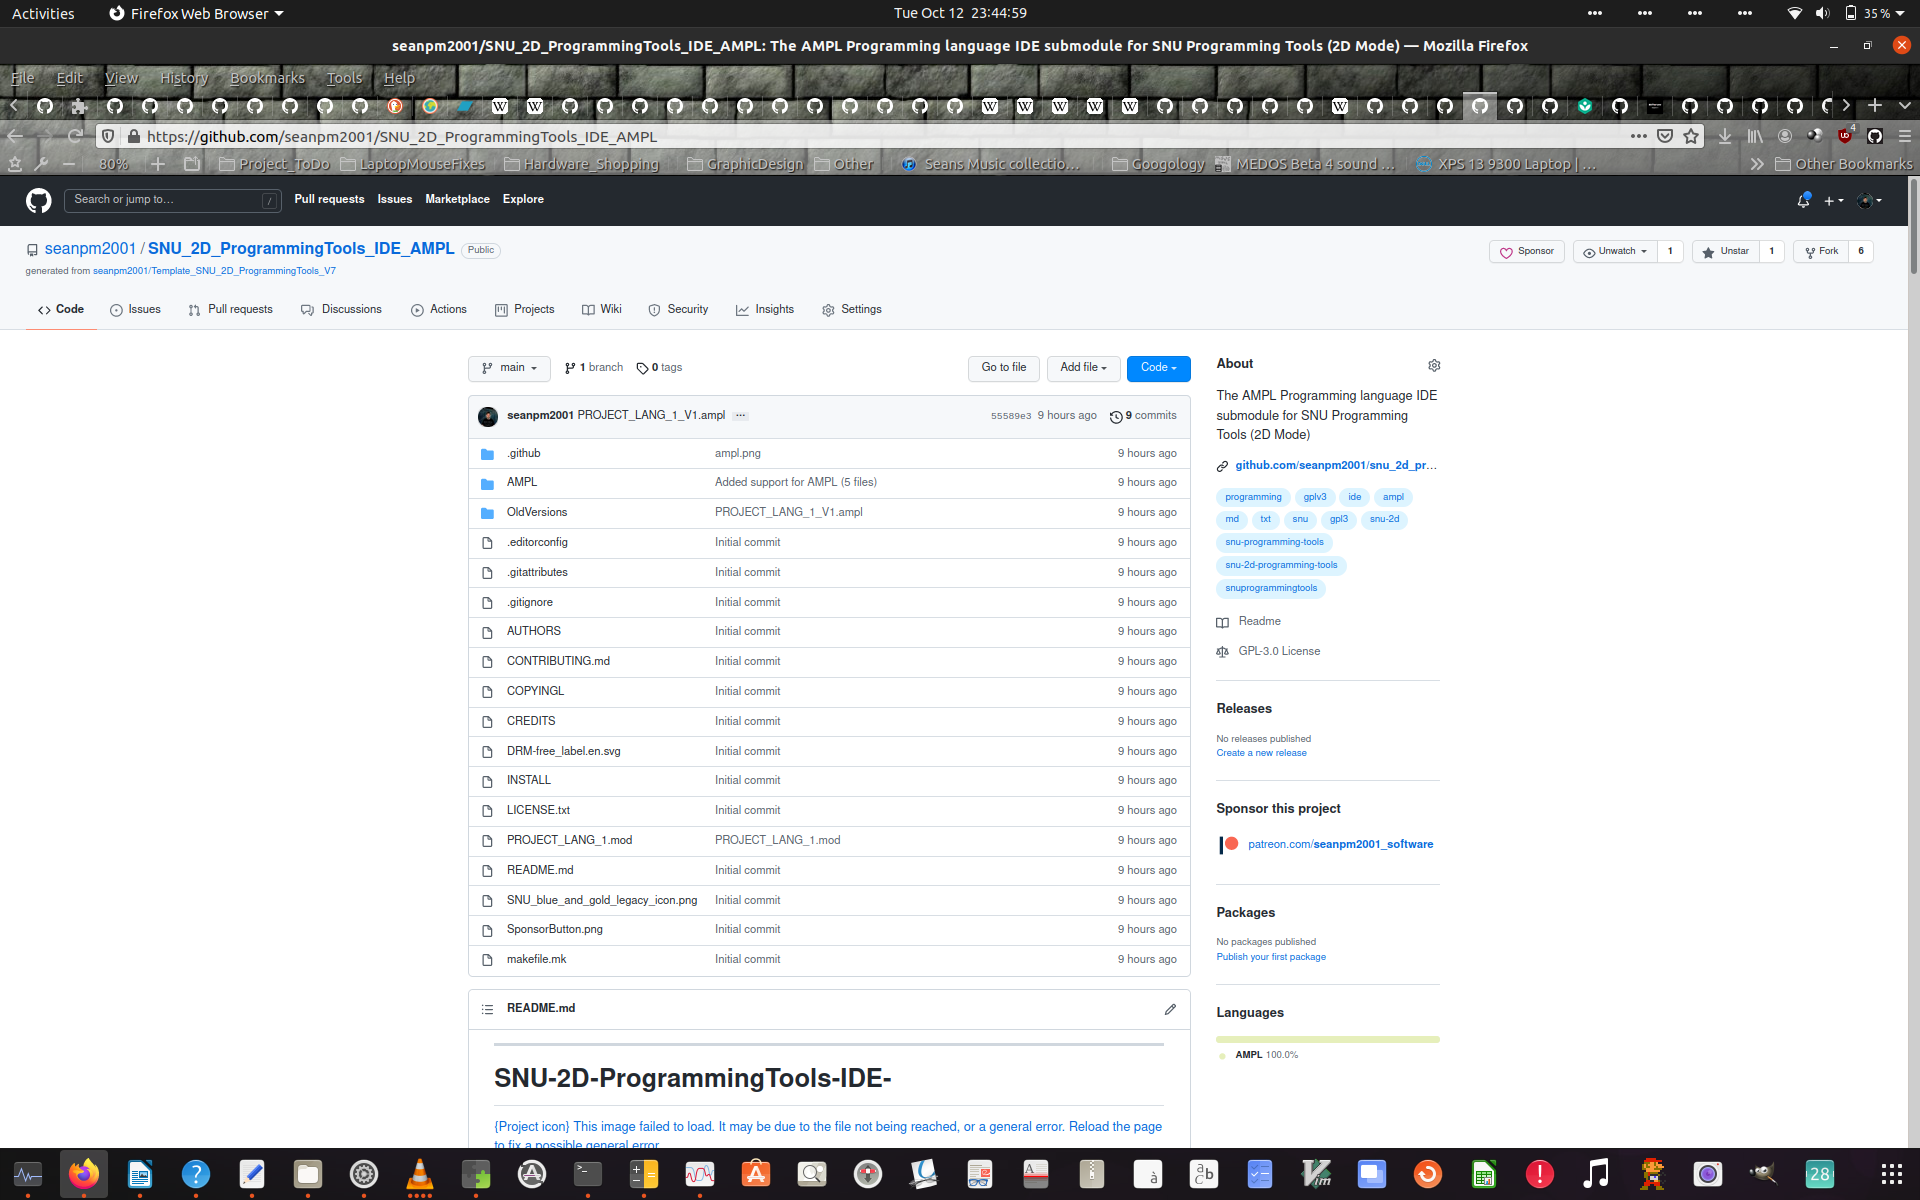 Activities Firefox Web Browser Tue Oct 12 23:44:59 35 %
seanpm2001/SNU_2D_ProgrammingTools_IDE_AMPL: The AMPL Programming language IDE submodule for SNU Programming Tools (2D Mode) — Mozilla Firefox
File Edit View History Bookmarks Tools Help
https://github.com/seanpm2001/SNU_2D_ProgrammingTools_IDE_AMPL
80% Project_ToDo LaptopMouseFixes Hardware_Shopping GraphicDesign Other Seans Music collectio… Googology MEDOS Beta 4 sound … XPS 13 9300 Laptop | … Other Bookmarks
Search or jump to… / Pull requests Issues Marketplace Explore
seanpm2001 / SNU_2D_ProgrammingTools_IDE_AMPL Public Sponsor Unwatch 1 Unstar 1 Fork 6
generated from seanpm2001/Template_SNU_2D_ProgrammingTools_V7
Code Issues Pull requests Discussions Actions Projects Wiki Security Insights Settings
main 1 branch 0 tags Go to file Add file Code
seanpm2001 PROJECT_LANG_1_V1.ampl ... 55589e3 9 hours ago 9 commits
.github ampl.png 9 hours ago
AMPL Added support for AMPL (5 files) 9 hours ago
OldVersions PROJECT_LANG_1_V1.ampl 9 hours ago
.editorconfig Initial commit 9 hours ago
.gitattributes Initial commit 9 hours ago
.gitignore Initial commit 9 hours ago
AUTHORS Initial commit 9 hours ago
CONTRIBUTING.md Initial commit 9 hours ago
COPYINGL Initial commit 9 hours ago
CREDITS Initial commit 9 hours ago
DRM-free_label.en.svg Initial commit 9 hours ago
INSTALL Initial commit 9 hours ago
LICENSE.txt Initial commit 9 hours ago
PROJECT_LANG_1.mod PROJECT_LANG_1.mod 9 hours ago
README.md Initial commit 9 hours ago
SNU_blue_and_gold_legacy_icon.png Initial commit 9 hours ago
SponsorButton.png Initial commit 9 hours ago
makefile.mk Initial commit 9 hours ago
README.md
SNU-2D-ProgrammingTools-IDE-
{Project icon} This image failed to load. It may be due to the file not being reached, or a general error. Reload the page
to fix a possible general error.
About
The AMPL Programming language IDE
submodule for SNU Programming
Tools (2D Mode)
github.com/seanpm2001/snu_2d_pr…
programming gplv3 ide ampl
md txt snu gpl3 snu-2d
snu-programming-tools
snu-2d-programming-tools
snuprogrammingtools
Readme
GPL-3.0 License
Releases
No releases published
Create a new release
Sponsor this project
patreon.com/seanpm2001_software
Packages
No packages published
Publish your first package
Languages
AMPL 100.0%
28